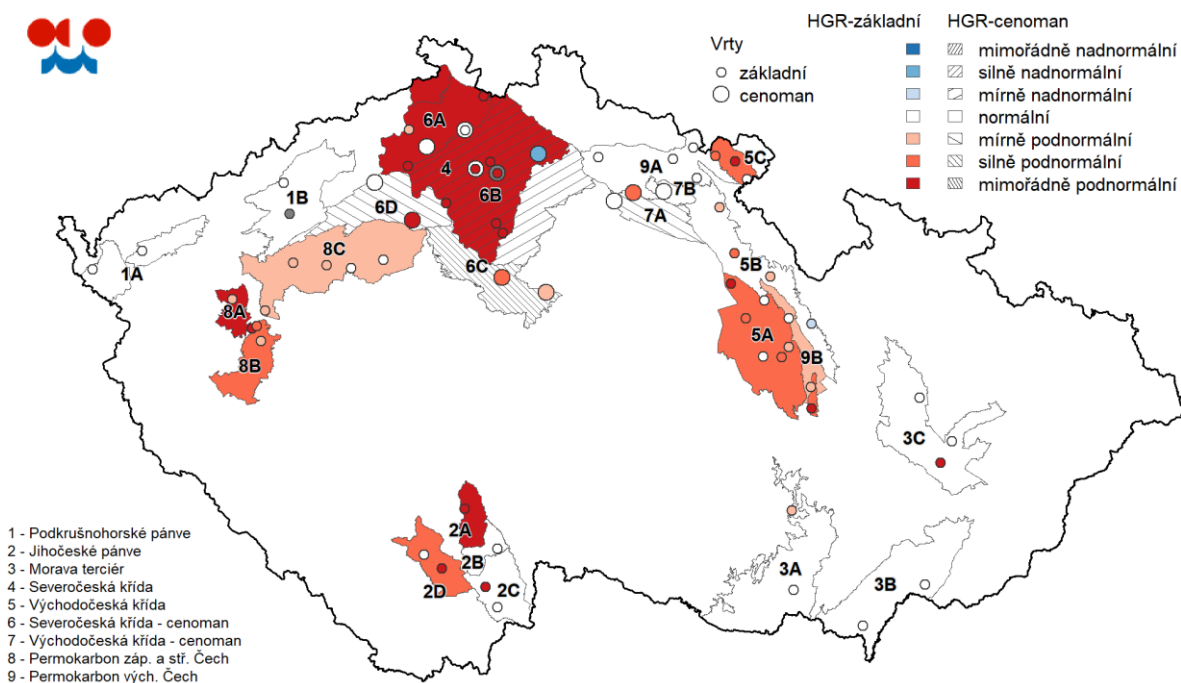 HGR-základní HGR-cenoman
Vrty
základní
cenoman
mimořádně nadnormální
silně nadnormální
mírně nadnormální
normální
mírně podnormální
silně podnormální
mimořádně podnormální
6A
4
6B
6D
6C
1B
1A
8C
8A
8B
9A
7B
7A
5C
5B
5A
9B
3C
3A
3B
2A
2B
2C
2D
1 - Podkrušnohorské pánve
2 - Jihočeské pánve
3 - Morava terciér
4 - Severočeská křída
5 - Východočeská křída
6 - Severočeská křída - cenoman
7 - Východočeská křída - cenoman
8 - Permokarbon záp. a stř. Čech
9 - Permokarbon vých. Čech